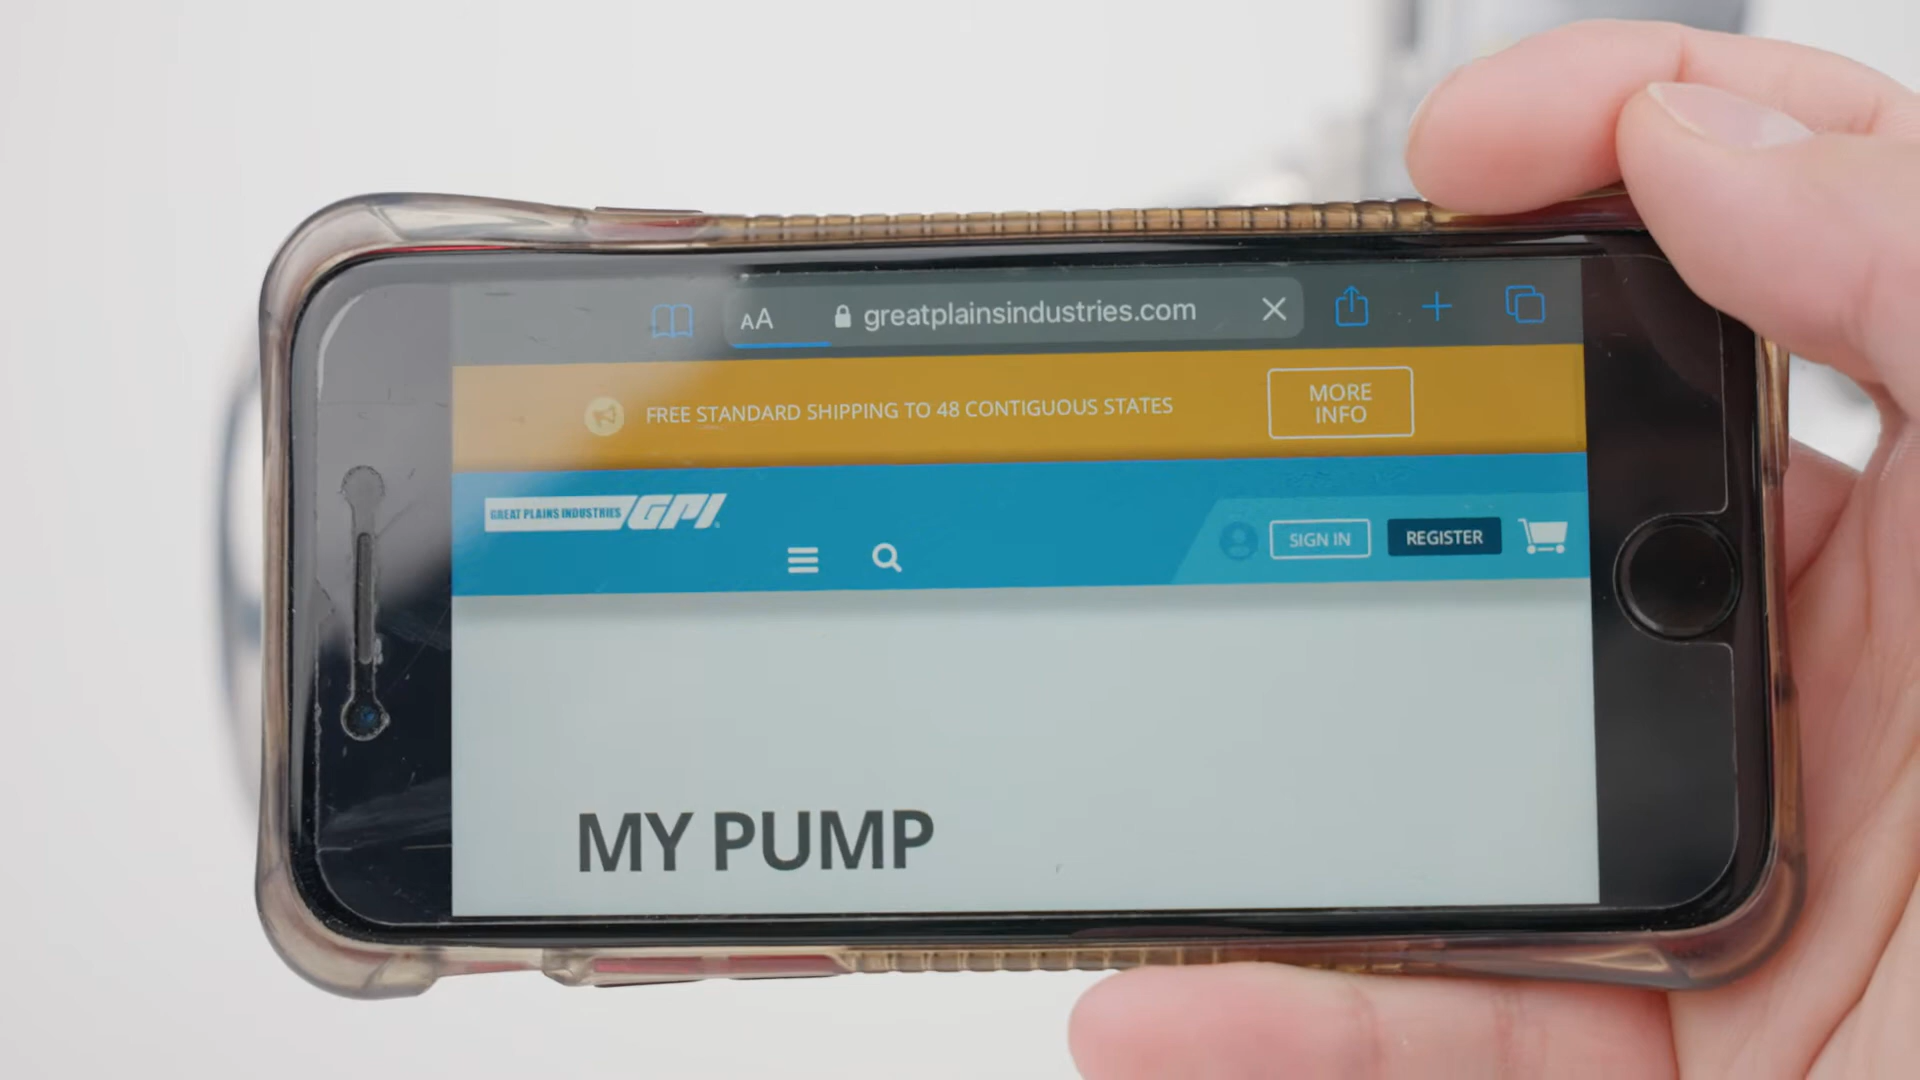 AA greatplainsindustries.com
FREE STANDARD SHIPPING TO 48 CONTIGUOUS STATES
MORE
INFO
GREAT PLAINS INDUSTRIES GPI
SIGN IN
REGISTER
MY PUMP